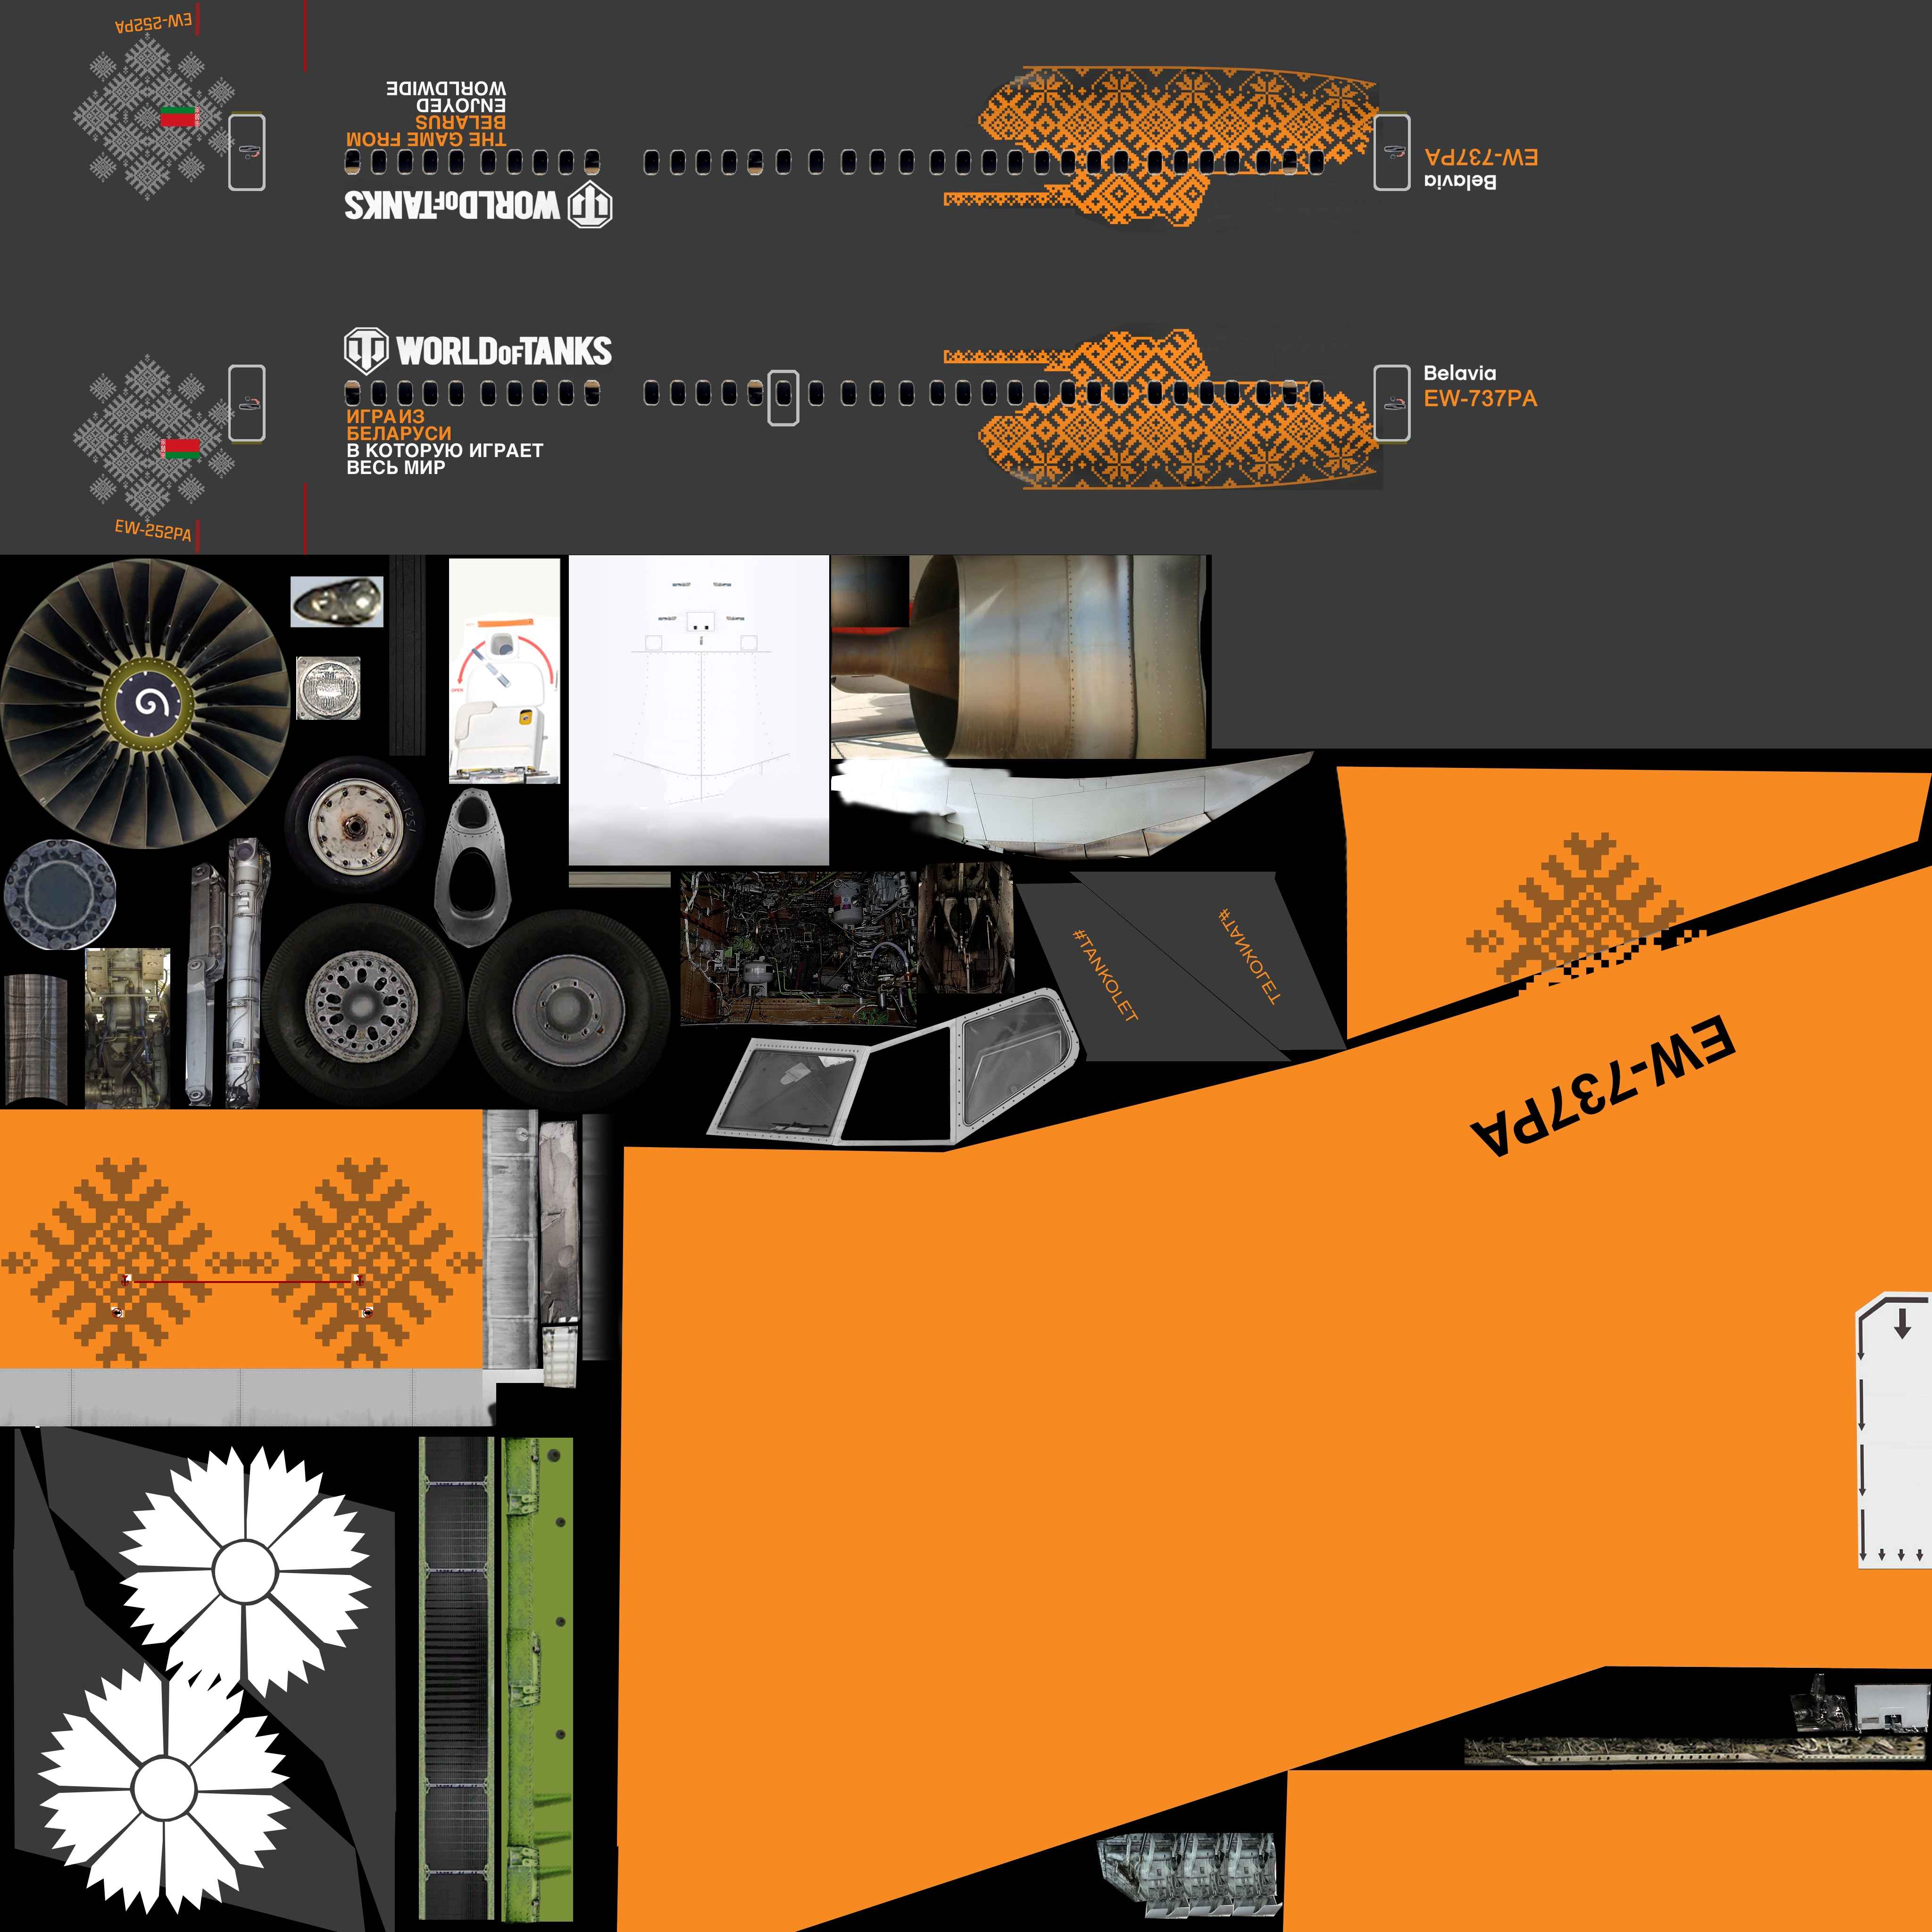 EW-252PA
WORLDWIDE
ENJOYED
BELARUS
THE GAME FROM
WORLDOFTANKS
EW-737PA
Belavia
WORLDOFTANKS
ИГРА ИЗ
БЕЛАРУСИ
В КОТОРУЮ ИГРАЕТ
ВЕСЬ МИР
Belavia
EW-737PA
EW-252PA
OPEN
#TANKOLET
#TANKOLET
EW-737PA